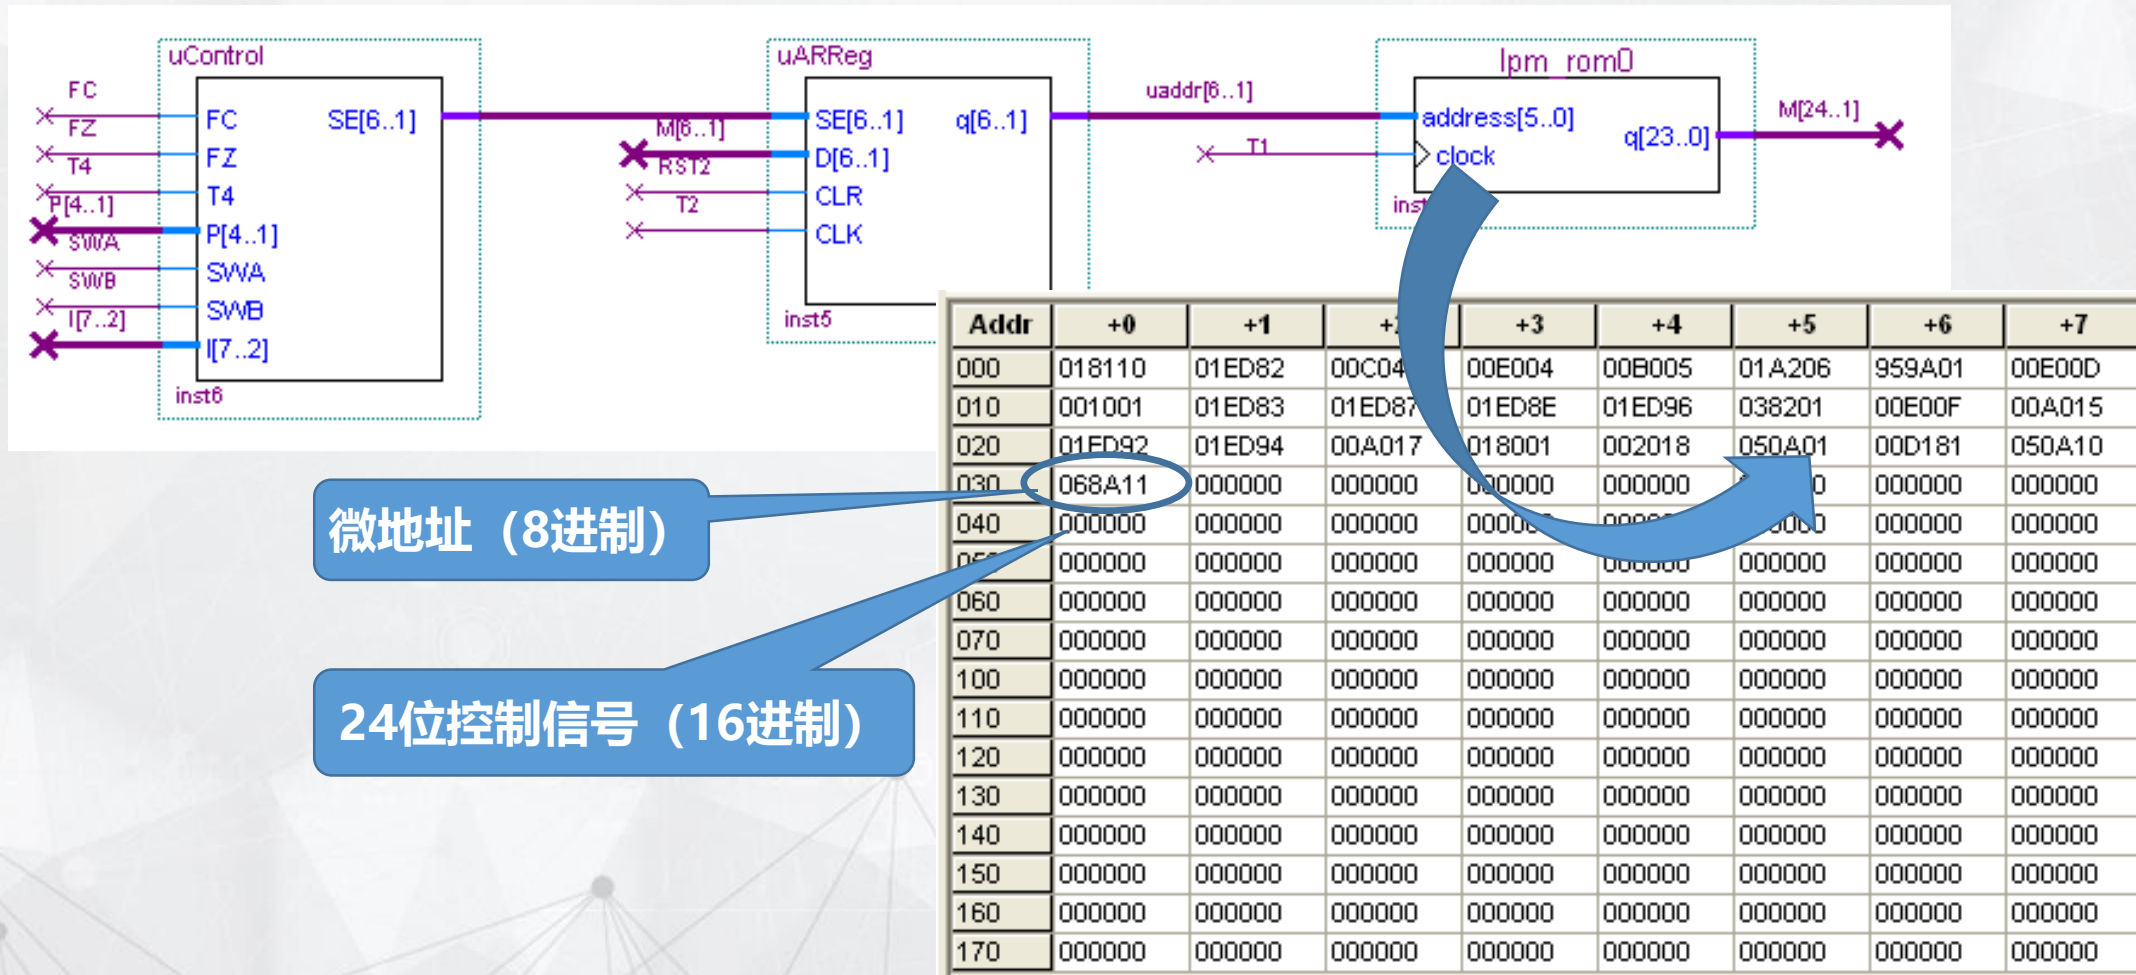 uControl
uARReg
lpm_rom0
FC
FC
SE[6..1]
FZ
FZ
T4
T4
P[4..1]
P[4..1]
SWA
SWA
SWB
SWB
I[7..2]
I[7..2]
inst6
M[6..1]
SE[6..1]
q[6..1]
RST2
D[6..1]
T2
CLR
CLK
inst5
uaddr[6..1]
address[5..0]
q[23..0]
M[24..1]
T1
clock
Addr +0 +1 +3 +4 +5 +6 +7
000 018110 01ED82 00E004 00B005 01A206 959A01 00E00D
010 001001 01ED83 01ED87 01ED8E 01ED96 038201 00E00F 00A015
020 01ED92 01ED94 00A017 018001 002018 050A01 00D181 050A10
030 068A11 000000 000000 000000 000000 000000 000000
040 000000 000000 000000 000000 000000 000000
000000 000000 000000 000000 000000 000000 000000
060 000000 000000 000000 000000 000000 000000 000000 000000
070 000000 000000 000000 000000 000000 000000 000000 000000
100 000000 000000 000000 000000 000000 000000 000000 000000
110 000000 000000 000000 000000 000000 000000 000000 000000
120 000000 000000 000000 000000 000000 000000 000000 000000
130 000000 000000 000000 000000 000000 000000 000000 000000
140 000000 000000 000000 000000 000000 000000 000000 000000
150 000000 000000 000000 000000 000000 000000 000000 000000
160 000000 000000 000000 000000 000000 000000 000000 000000
170 000000 000000 000000 000000 000000 000000 000000 000000
微地址（8进制）
24位控制信号（16进制）